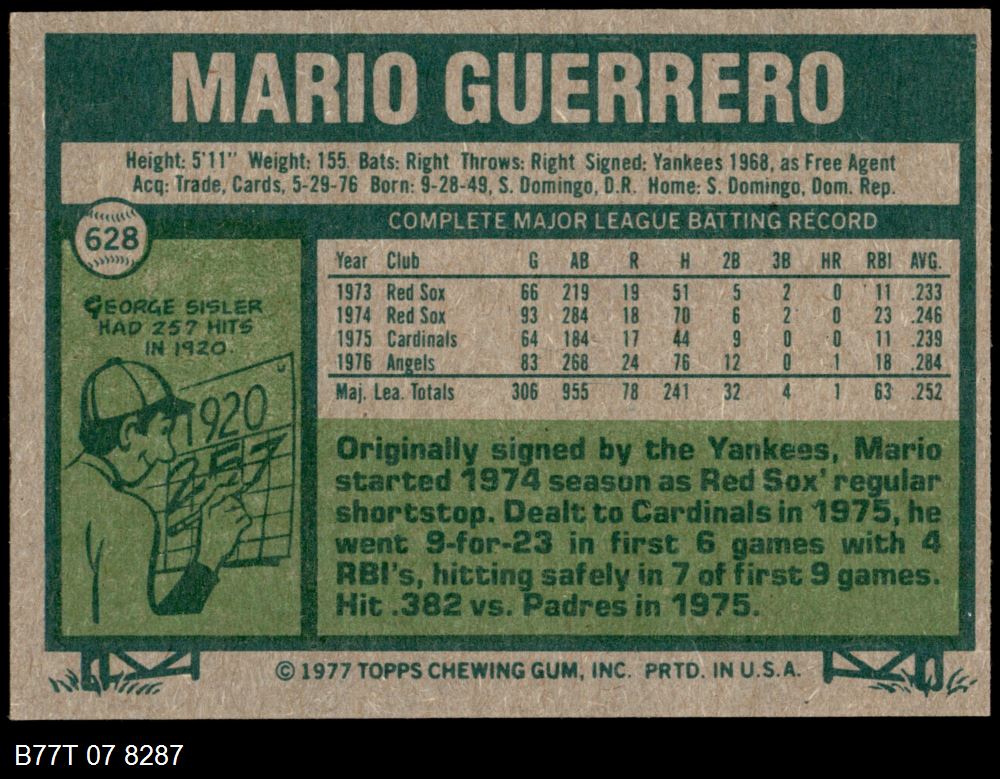 MARIO GUERRERO
Height: 5'11" Weight: 155 Bats: Right Throws: Right Signed: Yankees 1968, as Free Agent
Acq: Trade, Cards, 5-29-76 Born: 9-28-49, S. Domingo, D.R. Home: S. Domingo, Dom. Rep.
628
COMPLETE MAJOR LEAGUE BATTING RECORD
Year Club G AB R H 2B 3B HR RBI AVG.
1973 Red Sox 66 219 19 51 5 2 0 11 .233
1974 Red Sox 93 284 18 70 6 2 0 23 .246
1975 Cardinals 64 184 17 44 9 0 0 11 .239
1976 Angels 83 268 24 76 12 0 1 18 .284
Maj. Lea. Totals 306 955 78 241 32 4 1 63 .252
GEORGE SISLER
HAD 257 HITS
IN 1920.
1920
257
Originally signed by the Yankees, Mario
started 1974 season as Red Sox' regular
shortstop. Dealt to Cardinals in 1975, he
went 9-for-23 in first 6 games with 4
RBI's, hitting safely in 7 of first 9 games.
Hit .382 vs. Padres in 1975.
© 1977 TOPPS CHEWING GUM, INC. PRTD. IN U.S.A.
B77T 07 8287